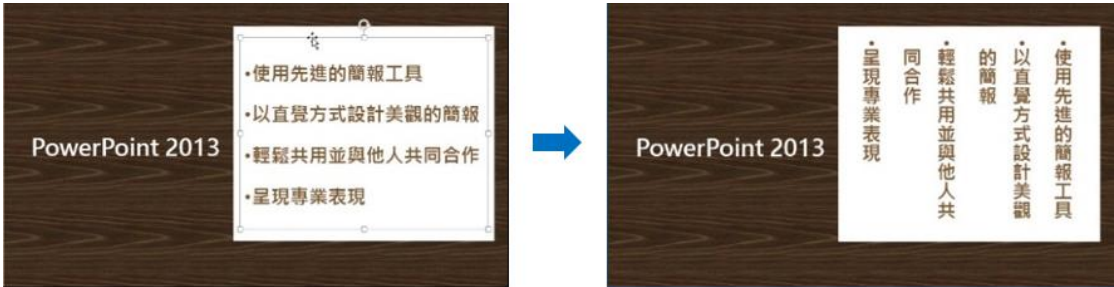 PowerPoint 2013
•使用先進的簡報工具
•以直覺方式設計美觀的簡報
•輕鬆共用並與他人共同合作
•呈現專業表現
PowerPoint 2013
•使用先進的簡報工具
•以直覺方式設計美觀
的簡報
•輕鬆共用並與他人共
同合作
•呈現專業表現